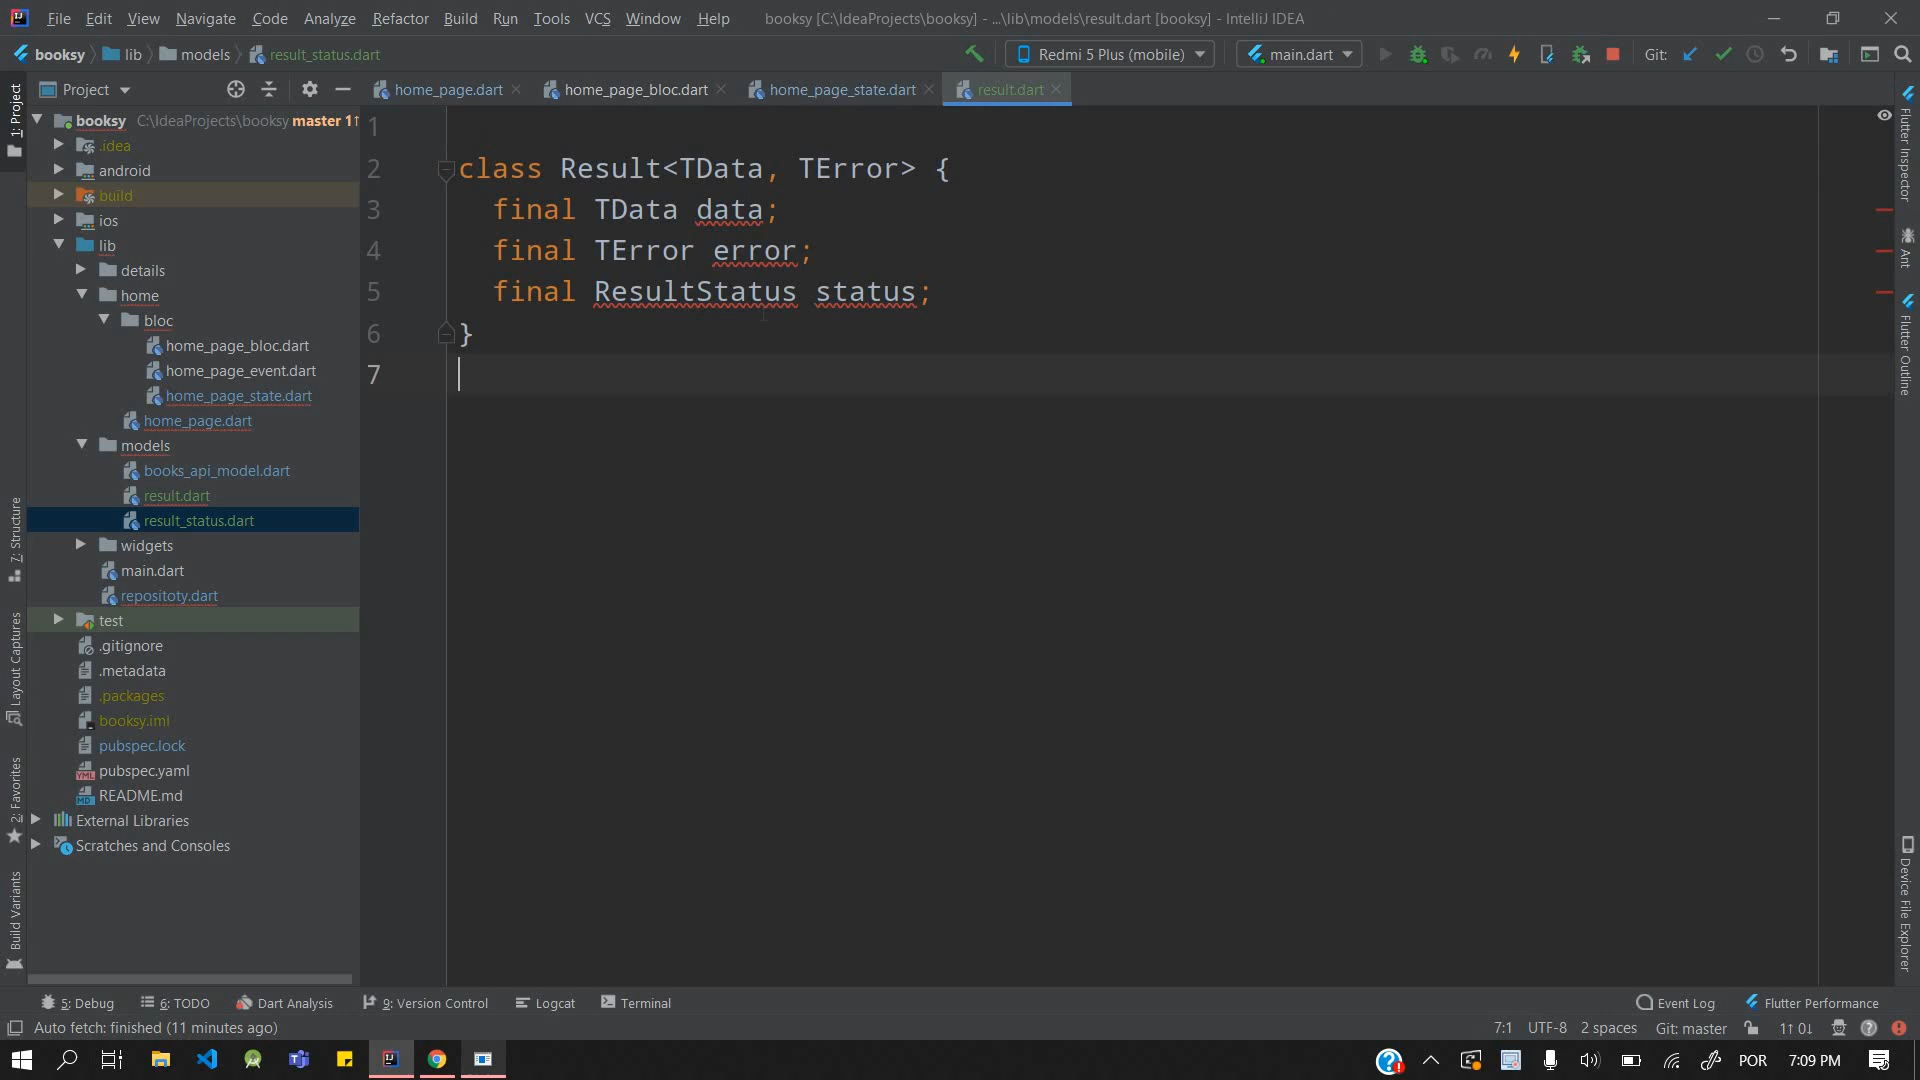 File Edit View Navigate Code Analyze Refactor Build Run Tools VCS Window Help booksy [C:\IdeaProjects\booksy] - ...\lib\models\result.dart [booksy] - IntelliJ IDEA
booksy lib models result_status.dart Redmi 5 Plus (mobile) main.dart Git:
Project home_page.dart home_page_bloc.dart home_page_state.dart result.dart
booksy C:\IdeaProjects\booksy master 1↑
.idea
android
build
ios
lib
details
home
bloc
home_page_bloc.dart
home_page_event.dart
home_page_state.dart
home_page.dart
models
books_api_model.dart
result.dart
result_status.dart
widgets
main.dart
repositoty.dart
test
.gitignore
.metadata
.packages
booksy.iml
pubspec.lock
pubspec.yaml
README.md
External Libraries
Scratches and Consoles
1
2 class Result<TData, TError> {
3 final TData data;
4 final TError error;
5 final ResultStatus status;
6 }
7
1: Project
7: Structure
Layout Captures
2: Favorites
Build Variants
Flutter Inspector
Ant
Flutter Outline
Device File Explorer
5: Debug 6: TODO Dart Analysis 9: Version Control Logcat Terminal Event Log Flutter Performance
Auto fetch: finished (11 minutes ago) 7:1 UTF-8 2 spaces Git: master 1↑ 0↓
POR 7:09 PM